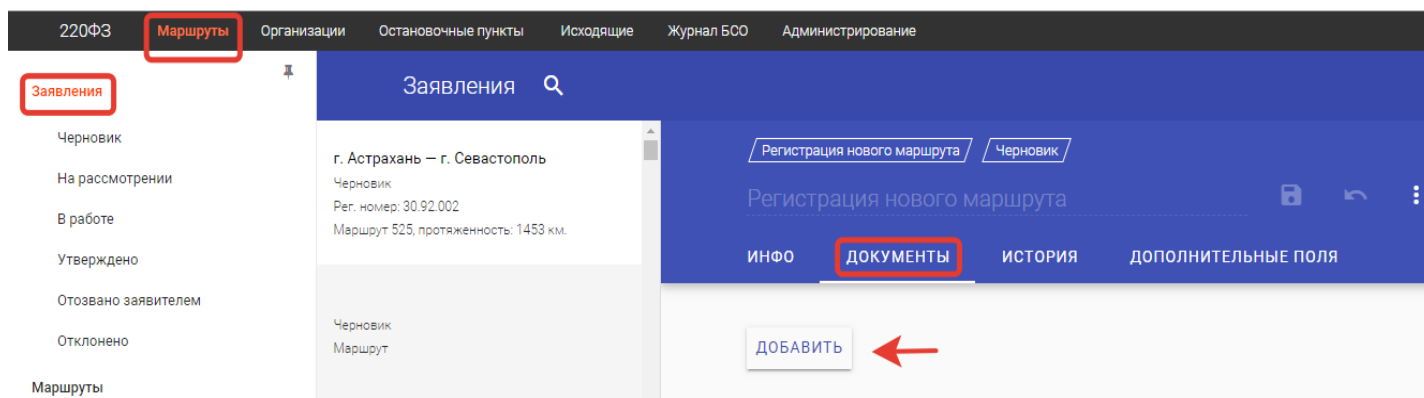 220ФЗ Маршруты Организации Остановочные пункты Исходящие Журнал БСО Администрирование
Заявления
Черновик
На рассмотрении
В работе
Утверждено
Отозвано заявителем
Отклонено
Маршруты
Заявления
г. Астрахань — г. Севастополь
Черновик
Рег. номер: 30.92.002
Маршрут 525, протяженность: 1453 км.
Черновик
Маршрут
Регистрация нового маршрута Черновик
Регистрация нового маршрута
ИНФО ДОКУМЕНТЫ ИСТОРИЯ ДОПОЛНИТЕЛЬНЫЕ ПОЛЯ
ДОБАВИТЬ